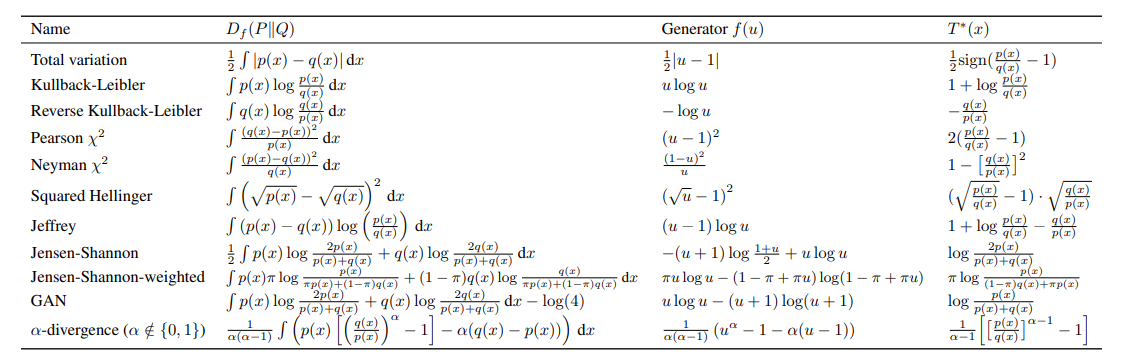 Name D_f(P‖Q) Generator f(u) T*(x)
Total variation ½ ∫ |p(x) − q(x)| dx ½|u − 1| ½sign(p(x)/q(x) − 1)
Kullback-Leibler ∫ p(x) log p(x)/q(x) dx u log u 1 + log p(x)/q(x)
Reverse Kullback-Leibler ∫ q(x) log q(x)/p(x) dx − log u −q(x)/p(x)
Pearson χ² ∫ (q(x)−p(x))²/p(x) dx (u − 1)² 2(p(x)/q(x) − 1)
Neyman χ² ∫ (p(x)−q(x))²/q(x) dx (1−u)²/u 1 − [q(x)/p(x)]²
Squared Hellinger ∫ (√p(x) − √q(x))² dx (√u − 1)² (√(p(x)/q(x)) − 1) · √(q(x)/p(x))
Jeffrey ∫ (p(x) − q(x)) log (p(x)/q(x)) dx (u − 1) log u 1 + log p(x)/q(x) − q(x)/p(x)
Jensen-Shannon ½ ∫ p(x) log 2p(x)/(p(x)+q(x)) + q(x) log 2q(x)/(p(x)+q(x)) dx −(u + 1) log (1+u)/2 + u log u log 2p(x)/(p(x)+q(x))
Jensen-Shannon-weighted ∫ p(x)π log p(x)/(πp(x)+(1−π)q(x)) + (1 − π)q(x) log q(x)/(πp(x)+(1−π)q(x)) dx πu log u − (1 − π + πu) log(1 − π + πu) π log p(x)/((1−π)q(x)+πp(x))
GAN ∫ p(x) log 2p(x)/(p(x)+q(x)) + q(x) log 2q(x)/(p(x)+q(x)) dx − log(4) u log u − (u + 1) log(u + 1) log p(x)/(p(x)+q(x))
α-divergence (α ∉ {0, 1}) 1/(α(α−1)) ∫ (p(x) [(q(x)/p(x))^α − 1] − α(q(x) − p(x))) dx 1/(α(α−1)) (u^α − 1 − α(u − 1)) 1/(α−1) [[p(x)/q(x)]^(α−1) − 1]